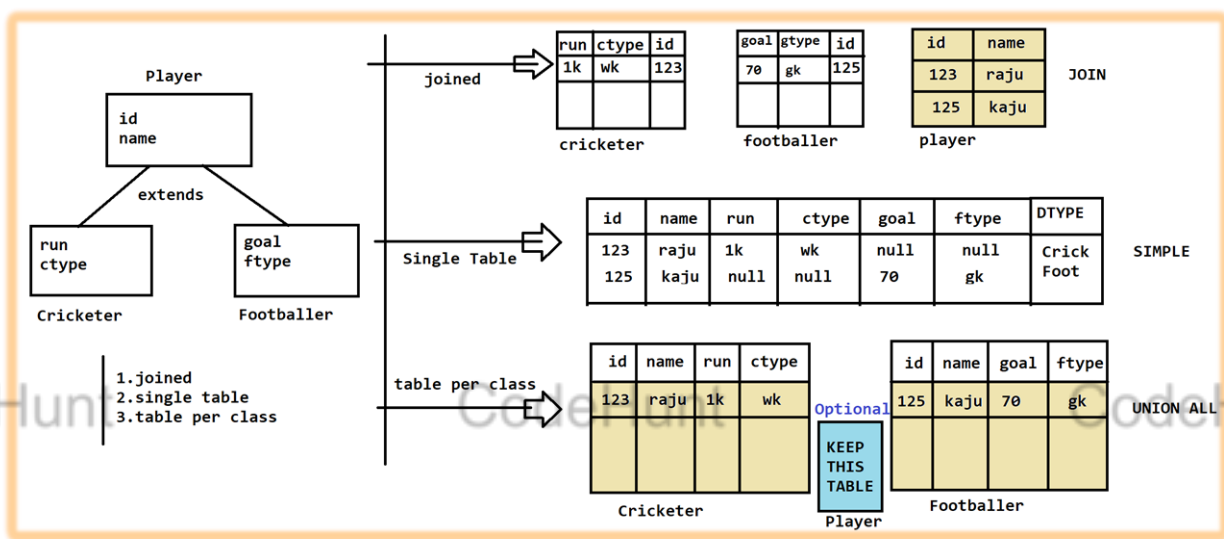 Player
id
name
extends
run
ctype
Cricketer
goal
ftype
Footballer
1.joined
2.single table
3.table per class
joined
run ctype id
1k wk 123
cricketer
goal gtype id
70 gk 125
footballer
id name
123 raju
125 kaju
player
JOIN
Single Table
id name run ctype goal ftype DTYPE
123 raju 1k wk null null Crick
125 kaju null null 70 gk Foot
SIMPLE
table per class
id name run ctype
123 raju 1k wk
Cricketer
Optional
KEEP
THIS
TABLE
Player
id name goal ftype
125 kaju 70 gk
Footballer
UNION ALL
Hunt
CodeHunt
CodeH